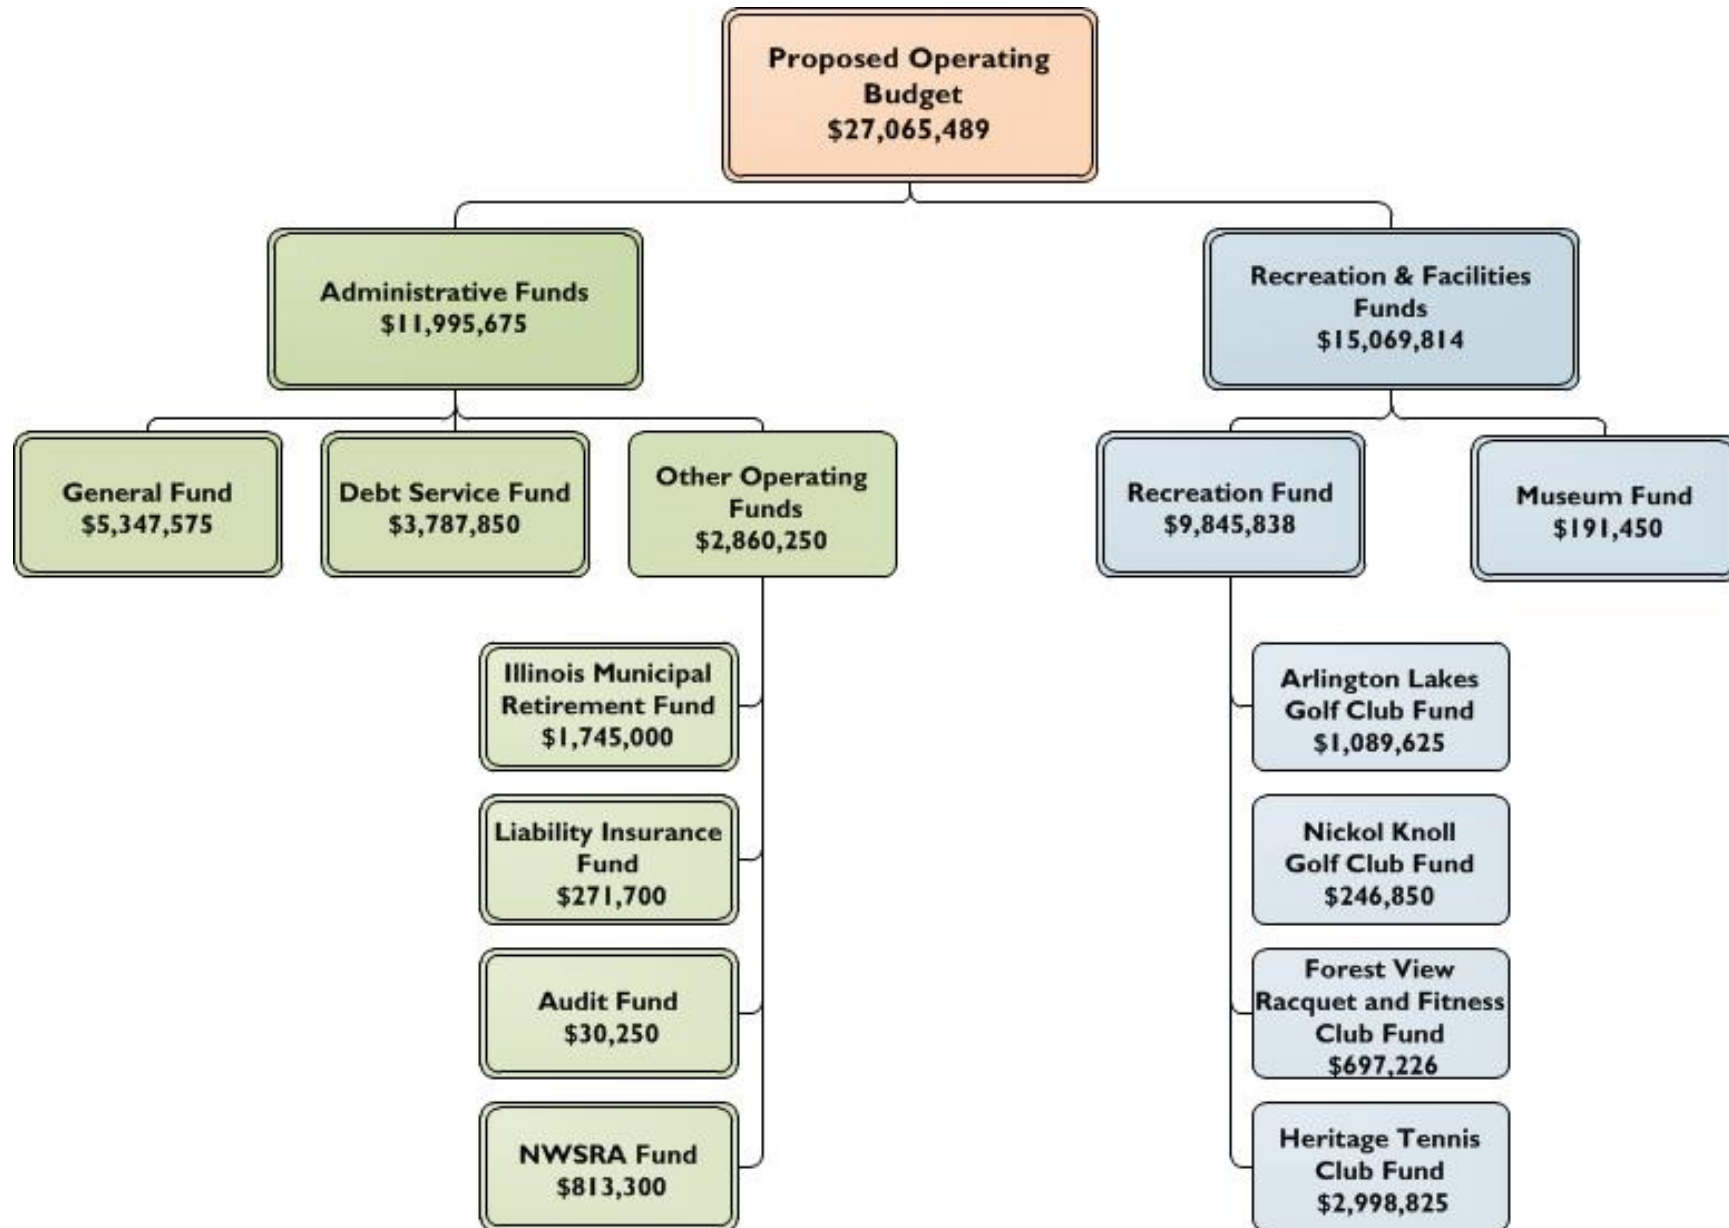 Proposed Operating
Budget
$27,065,489
Administrative Funds
$11,995,675
Recreation & Facilities
Funds
$15,069,814
General Fund
$5,347,575
Debt Service Fund
$3,787,850
Other Operating
Funds
$2,860,250
Recreation Fund
$9,845,838
Museum Fund
$191,450
Illinois Municipal
Retirement Fund
$1,745,000
Liability Insurance
Fund
$271,700
Audit Fund
$30,250
NWSRA Fund
$813,300
Arlington Lakes
Golf Club Fund
$1,089,625
Nickol Knoll
Golf Club Fund
$246,850
Forest View
Racquet and Fitness
Club Fund
$697,226
Heritage Tennis
Club Fund
$2,998,825